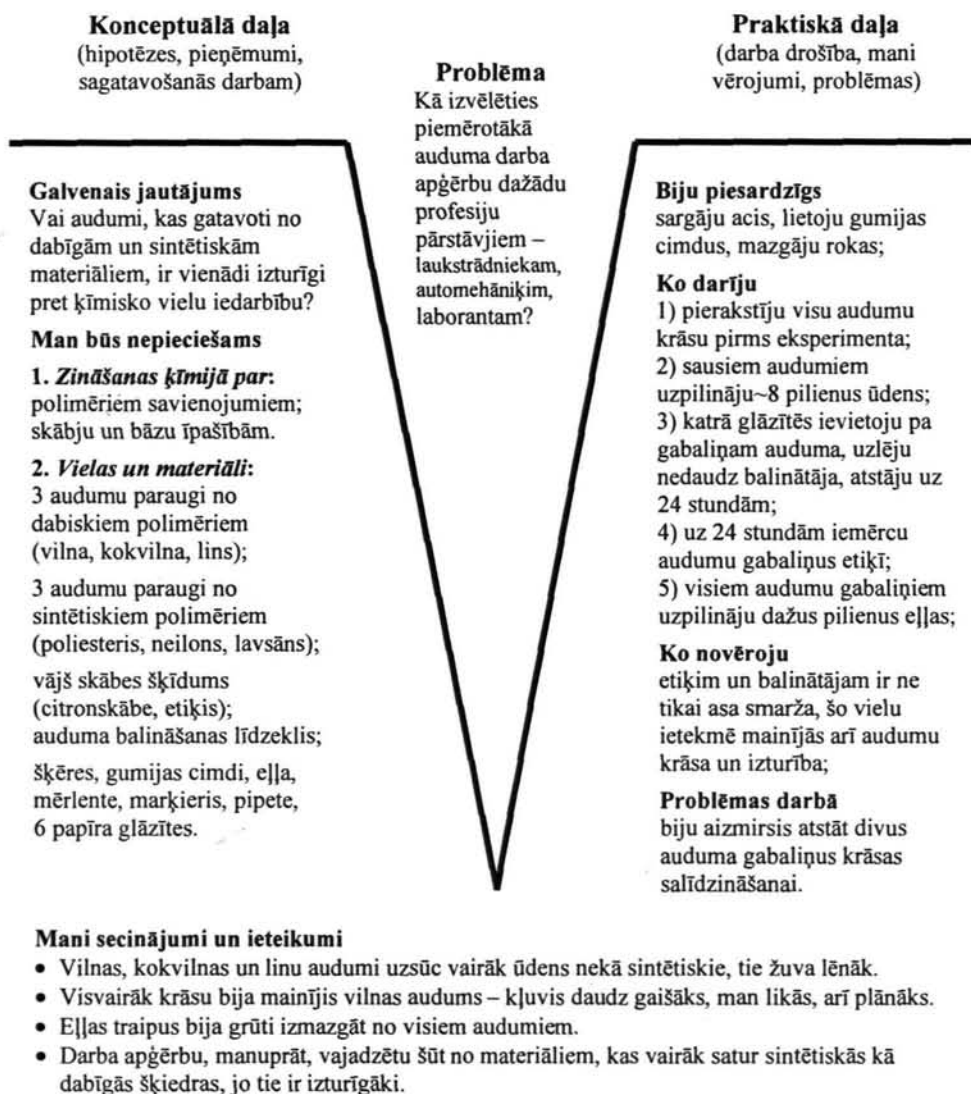 Konceptuālā daļa
(hipotēzes, pieņēmumi,
sagatavošanās darbam)
Problēma
Kā izvēlēties
piemērotākā
auduma darba
apģērbu dažādu
profesiju
pārstāvjiem –
laukstrādniekam,
automehāniķim,
laborantam?
Praktiskā daļa
(darba drošība, mani
vērojumi, problēmas)
Galvenais jautājums
Vai audumi, kas gatavoti no
dabīgām un sintētiskām
materiāliem, ir vienādi izturīgi
pret ķīmisko vielu iedarbību?
Man būs nepieciešams
1. Zināšanas ķīmijā par:
polimēriem savienojumiem;
skābju un bāzu īpašībām.
2. Vielas un materiāli:
3 audumu paraugi no
dabiskiem polimēriem
(vilna, kokvilna, lins);
3 audumu paraugi no
sintētiskiem polimēriem
(poliesteris, neilons, lavsāns);
vājš skābes šķīdums
(citronskābe, etiķis);
auduma balināšanas līdzeklis;
šķēres, gumijas cimdi, eļļa,
mērlente, marķieris, pipete,
6 papīra glāzītes.
Biju piesardzīgs
sargāju acis, lietoju gumijas
cimdus, mazgāju rokas;
Ko darīju
1) pierakstīju visu audumu
krāsu pirms eksperimenta;
2) sausiem audumiem
uzpilināju~8 pilienus ūdens;
3) katrā glāzītēs ievietoju pa
gabaliņam auduma, uzlēju
nedaudz balinātāja, atstāju uz
24 stundām;
4) uz 24 stundām iemērcu
audumu gabaliņus etiķī;
5) visiem audumu gabaliņiem
uzpilināju dažus pilienus eļļas;
Ko novēroju
etiķim un balinātājam ir ne
tikai asa smarža, šo vielu
ietekmē mainījās arī audumu
krāsa un izturība;
Problēmas darbā
biju aizmirsis atstāt divus
auduma gabaliņus krāsas
salīdzināšanai.
Mani secinājumi un ieteikumi
• Vilnas, kokvilnas un linu audumi uzsūc vairāk ūdens nekā sintētiskie, tie žuva lēnāk.
• Visvairāk krāsu bija mainījis vilnas audums – kļuvis daudz gaišāks, man likās, arī plānāks.
• Eļļas traipus bija grūti izmazgāt no visiem audumiem.
• Darba apģērbu, manuprāt, vajadzētu šūt no materiāliem, kas vairāk satur sintētiskās kā
dabīgās šķiedras, jo tie ir izturīgāki.